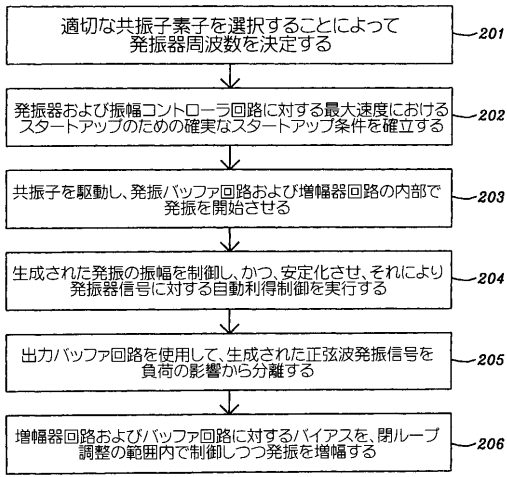 適切な共振子素子を選択することによって
発振器周波数を決定する
201
発振器および振幅コントローラ回路に対する最大速度における
スタートアップのための確実なスタートアップ条件を確立する
202
共振子を駆動し、発振バッファ回路および増幅器回路の内部で
発振を開始させる
203
生成された発振の振幅を制御し、かつ、安定化させ、それにより
発振器信号に対する自動利得制御を実行する
204
出力バッファ回路を使用して、生成された正弦波発振信号を
負荷の影響から分離する
205
増幅器回路およびバッファ回路に対するバイアスを、閉ループ
調整の範囲内で制御しつつ発振を増幅する
206